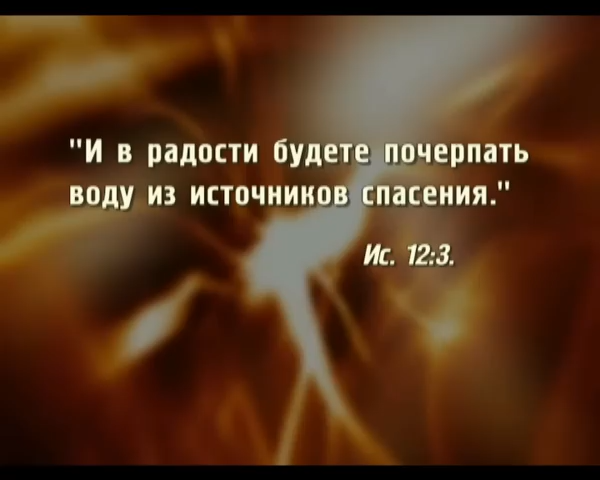 "И в радости будете почерпать
воду из источников спасения."
Ис. 12:3.